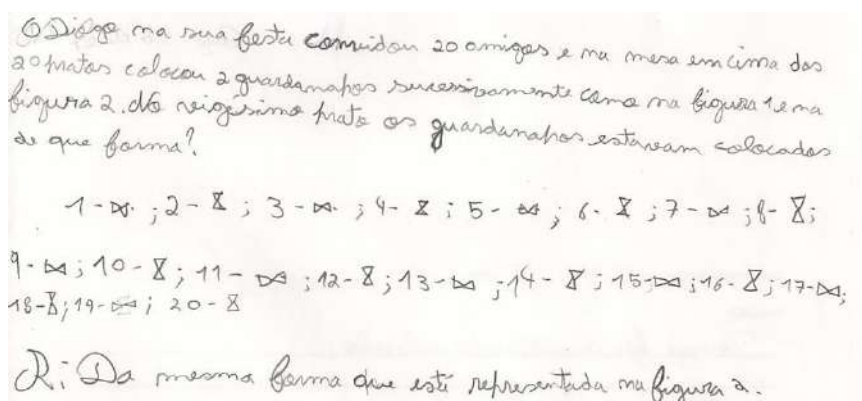 O Diogo na sua festa convidou 20 amigos e na mesa em cima dos
20 pratos colocou 2 guardanapos sucessivamente como na figura 1 e na
figura 2. No vigésimo prato os guardanapos estavam colocados
de que forma?
1-⋈ ; 2-⧖ ; 3-⋈ ; 4-⧖ ; 5-⋈ ; 6-⧖ ; 7-⋈ ; 8-⧖ ;
9-⋈ ; 10-⧖ ; 11-⋈ ; 12-⧖ ; 13-⋈ ; 14-⧖ ; 15-⋈ ; 16-⧖ ; 17-⋈ ;
18-⧖ ; 19-⋈ ; 20-⧖
R: Da mesma forma que está representada na figura 2.